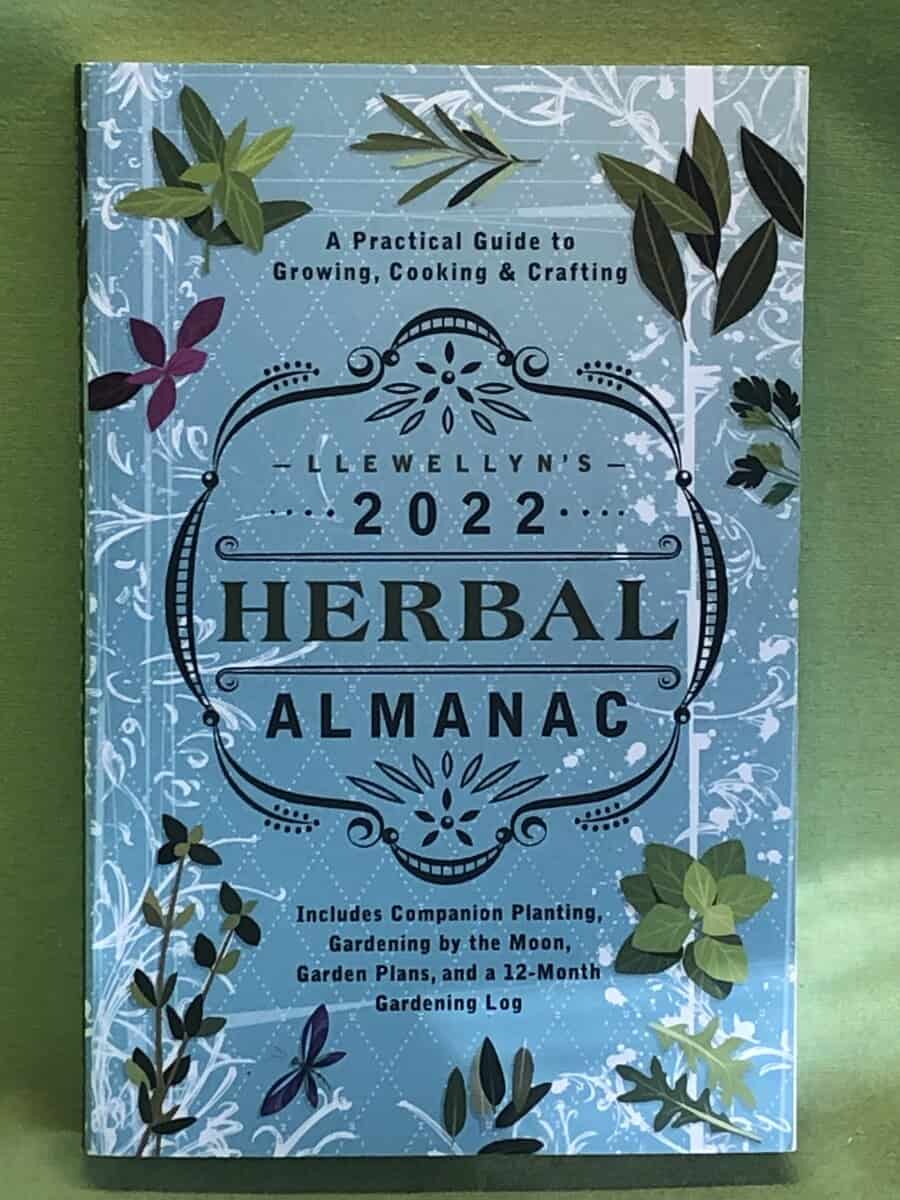 A Practical Guide to
Growing, Cooking & Crafting
– LLEWELLYN'S –
····2022····
HERBAL
ALMANAC
Includes Companion Planting,
Gardening by the Moon,
Garden Plans, and a 12-Month
Gardening Log